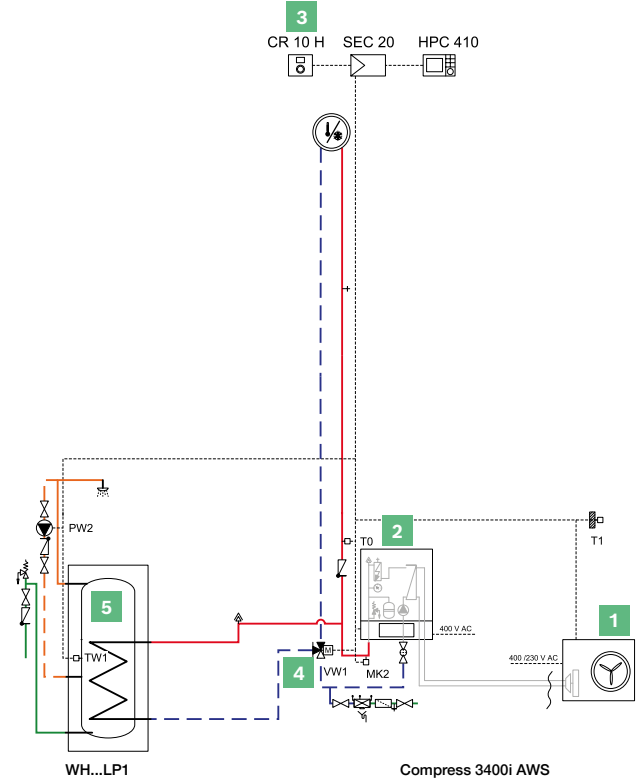 3
CR 10 H SEC 20 HPC 410
PW2
T0
2
T1
5
1
400 V AC
TW1
400 /230 V AC
4
M
VW1
MK2
WH...LP1
Compress 3400i AWS